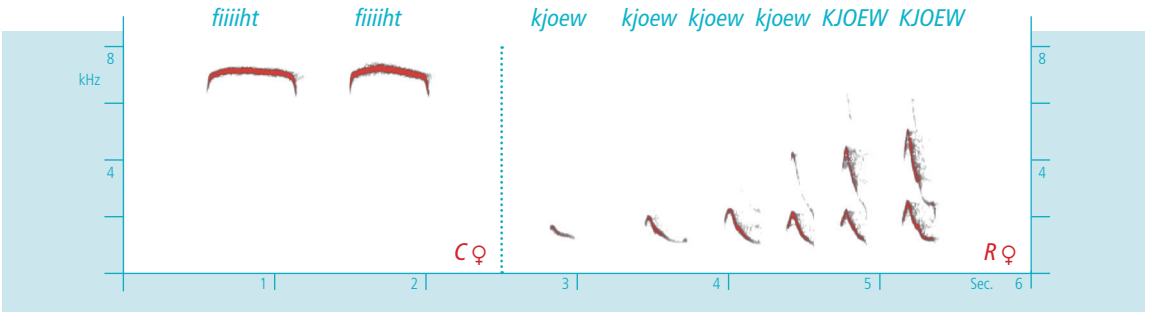 fiiiiht fiiiiht kjoew kjoew kjoew kjoew KJOEW KJOEW
8 8
kHz
4 4
C ♀ R ♀
1 2 3 4 5 Sec. 6